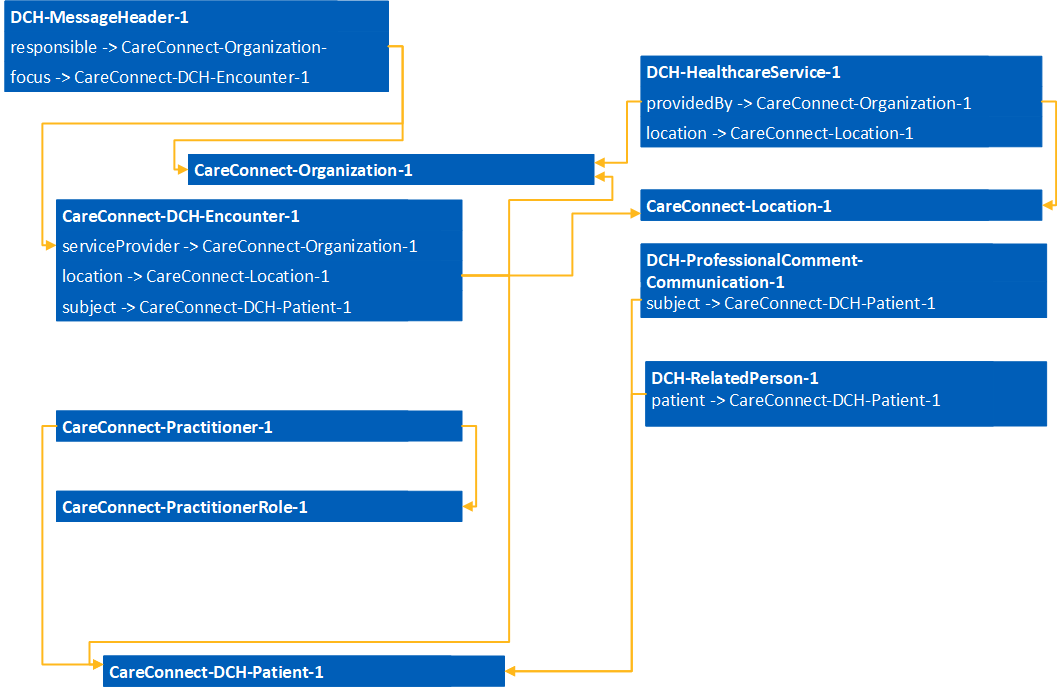 DCH-MessageHeader-1
responsible -> CareConnect-Organization-
focus -> CareConnect-DCH-Encounter-1
DCH-HealthcareService-1
providedBy -> CareConnect-Organization-1
location -> CareConnect-Location-1
CareConnect-Organization-1
CareConnect-Location-1
CareConnect-DCH-Encounter-1
serviceProvider -> CareConnect-Organization-1
location -> CareConnect-Location-1
subject -> CareConnect-DCH-Patient-1
DCH-ProfessionalComment-
Communication-1
subject -> CareConnect-DCH-Patient-1
DCH-RelatedPerson-1
patient -> CareConnect-DCH-Patient-1
CareConnect-Practitioner-1
CareConnect-PractitionerRole-1
CareConnect-DCH-Patient-1